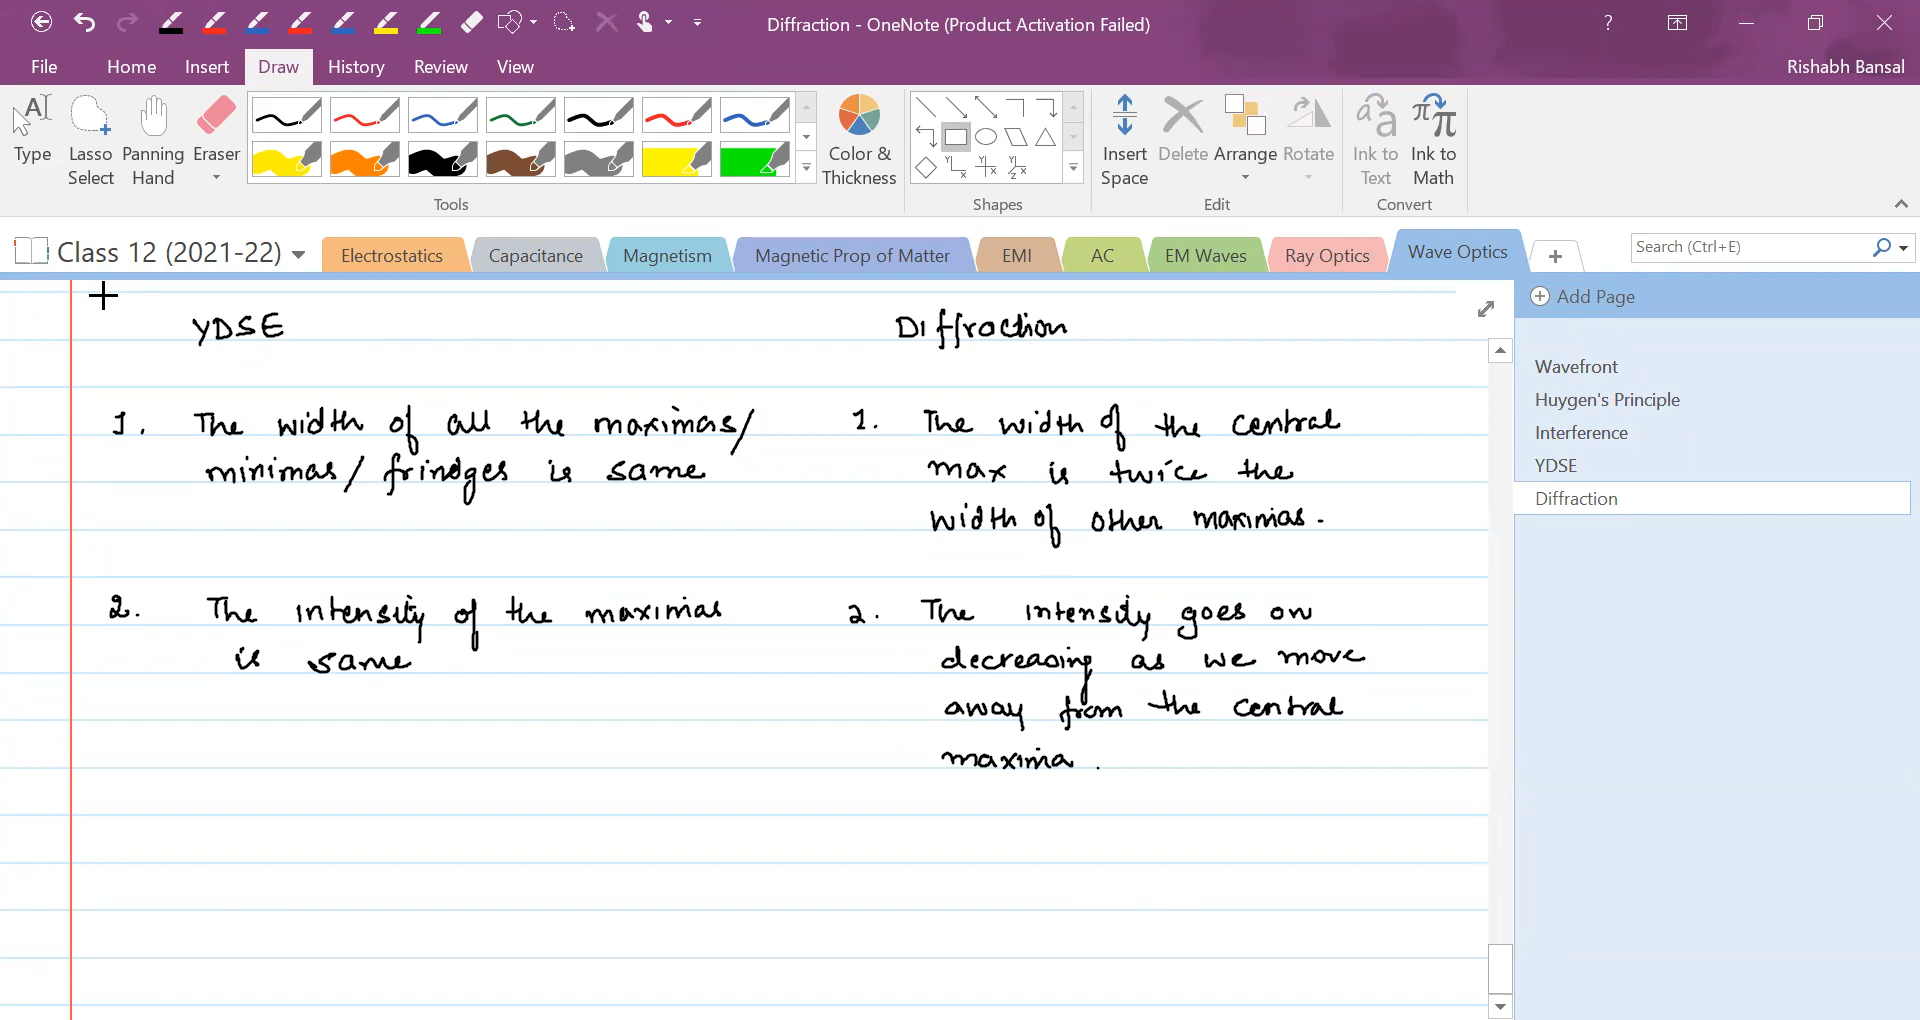 Diffraction - OneNote (Product Activation Failed)
?
File Home Insert Draw History Review View
Rishabh Bansal
Type
Lasso Select
Panning Hand
Eraser
Tools
Color & Thickness
Shapes
Insert Space
Delete
Arrange
Rotate
Edit
Ink to Text
Ink to Math
Convert
Class 12 (2021-22)
Electrostatics Capacitance Magnetism Magnetic Prop of Matter EMI AC EM Waves Ray Optics Wave Optics +
Search (Ctrl+E)
Add Page
Wavefront
Huygen's Principle
Interference
YDSE
Diffraction
YDSE
1. The width of all the maximas/
minimas/ frindges is same
2. The intensity of the maximas
is same
Diffraction
1. The width of the central
max is twice the
width of other maximas.
2. The intensity goes on
decreasing as we move
away from the central
maxima.